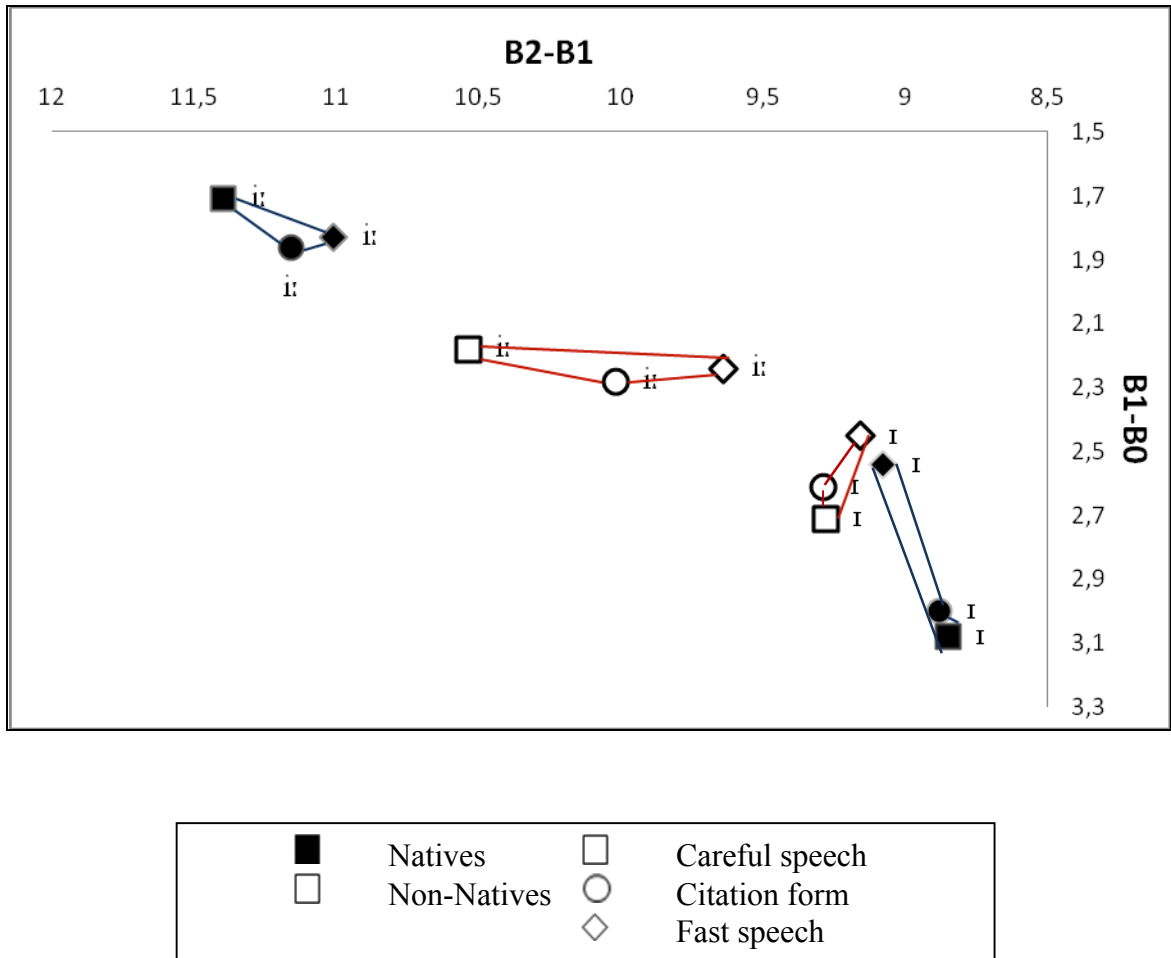 B2-B1
12 11,5 11 10,5 10 9,5 9 8,5
1,5
iː 1,7
iː 1,9
iː
2,1
iː
iː iː 2,3
ɪ 2,5
ɪ
ɪ
ɪ 2,7
2,9
ɪ
ɪ 3,1
3,3
B1-B0
Natives Careful speech
Non-Natives Citation form
Fast speech